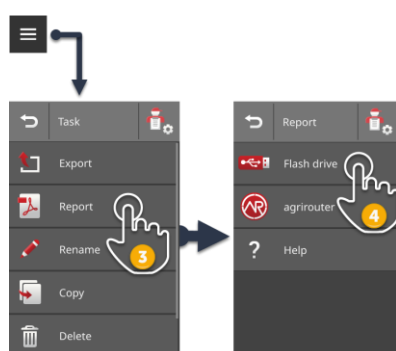 Task
Export
Report
3
Rename
Copy
Delete
Report
Flash drive
agrirouter
4
Help